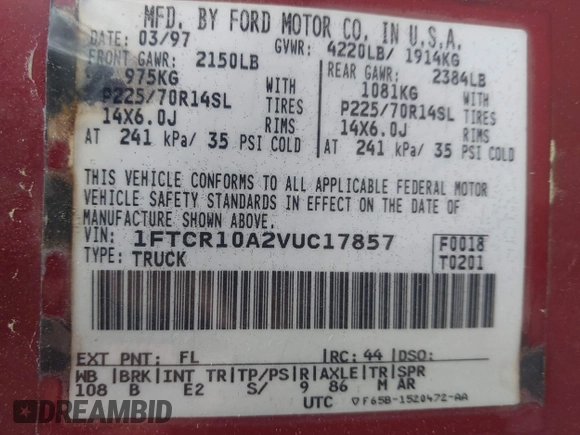 MFD. BY FORD MOTOR CO. IN U.S.A.
DATE: 03/97 GVWR: 4220LB/ 1914KG
FRONT GAWR: 2150LB REAR GAWR: 2384LB
975KG WITH 1081KG WITH
P225/70R14SL TIRES P225/70R14SL TIRES
14X6.0J RIMS 14X6.0J RIMS
AT 241 kPa/ 35 PSI COLD AT 241 kPa/ 35 PSI COLD
THIS VEHICLE CONFORMS TO ALL APPLICABLE FEDERAL MOTOR
VEHICLE SAFETY STANDARDS IN EFFECT ON THE DATE OF
MANUFACTURE SHOWN ABOVE.
VIN: 1FTCR10A2VUC17857 F0018
TYPE: TRUCK T0201
EXT PNT: FL RC: 44 DSO:
WB BRK INT TR TP/PS R AXLE TR SPR
108 B E2 S/ 9 86 M AR
UTC ▽F65B-1520472-AA
DREAMBID